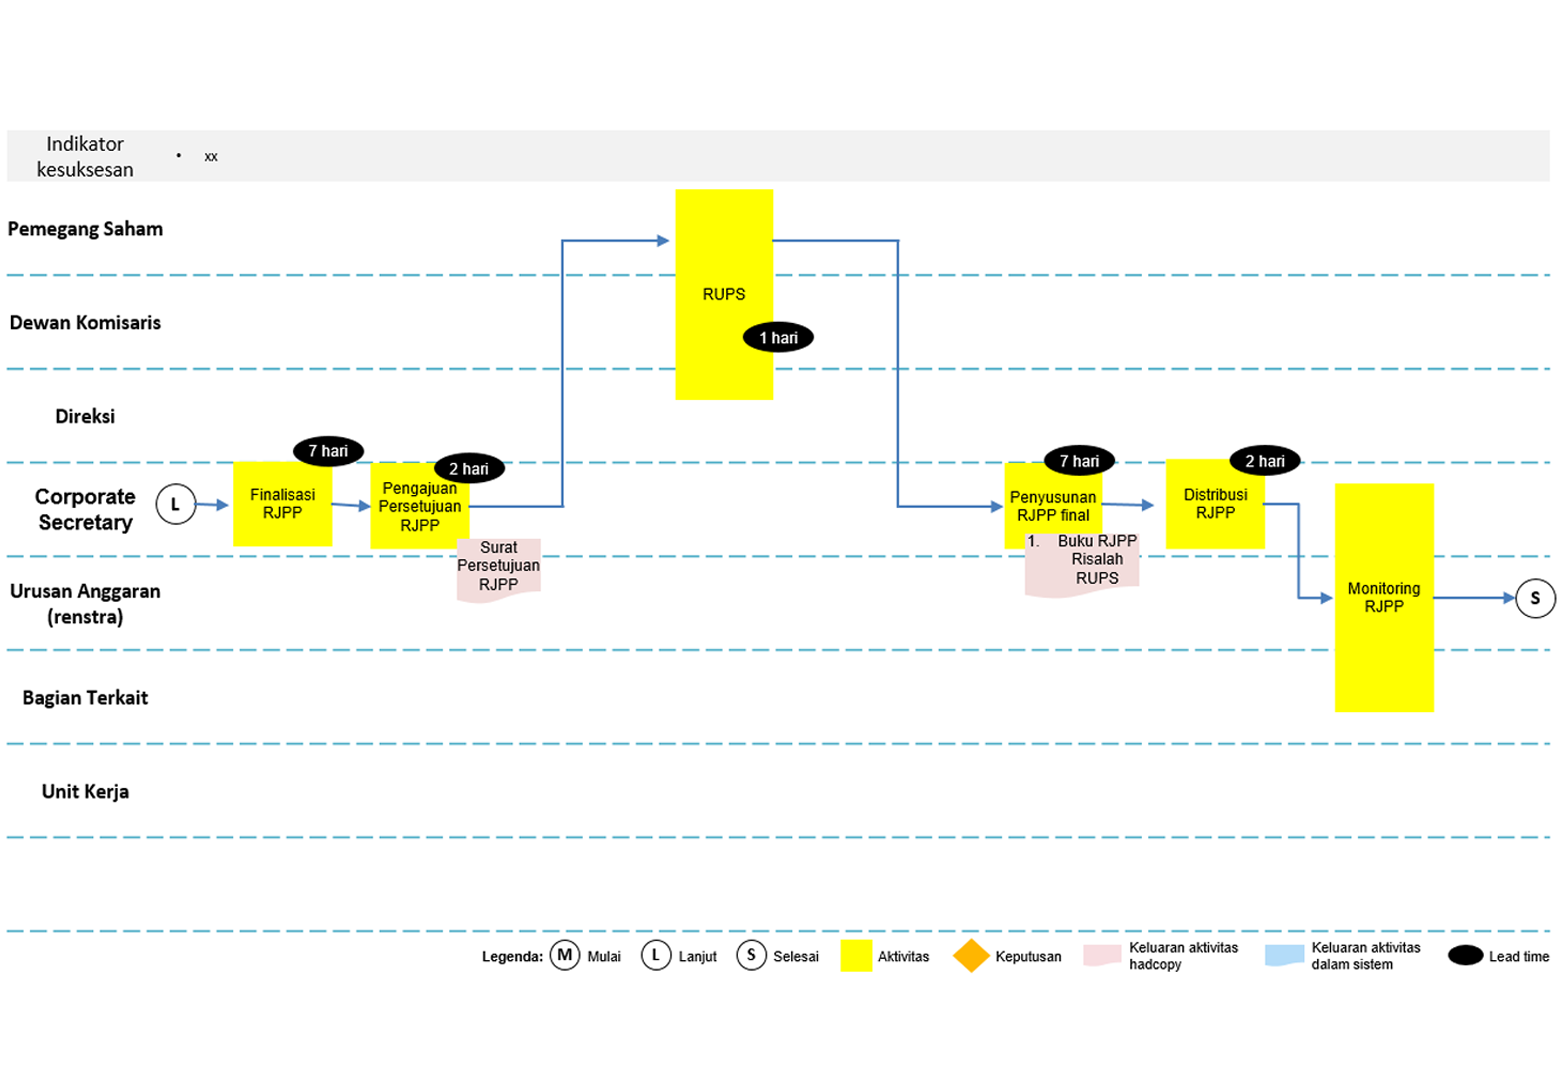 Indikator
kesuksesan
• xx
Pemegang Saham
RUPS
Dewan Komisaris
1 hari
Direksi
7 hari
2 hari
7 hari
2 hari
Corporate
Secretary
L
Finalisasi
RJPP
Pengajuan
Persetujuan
RJPP
Penyusunan
RJPP final
Distribusi
RJPP
Surat
Persetujuan
RJPP
1. Buku RJPP
Risalah
RUPS
Urusan Anggaran
(renstra)
Monitoring
RJPP
S
Bagian Terkait
Unit Kerja
Legenda:
M
Mulai
L
Lanjut
S
Selesai
Aktivitas
Keputusan
Keluaran aktivitas
hadcopy
Keluaran aktivitas
dalam sistem
Lead time